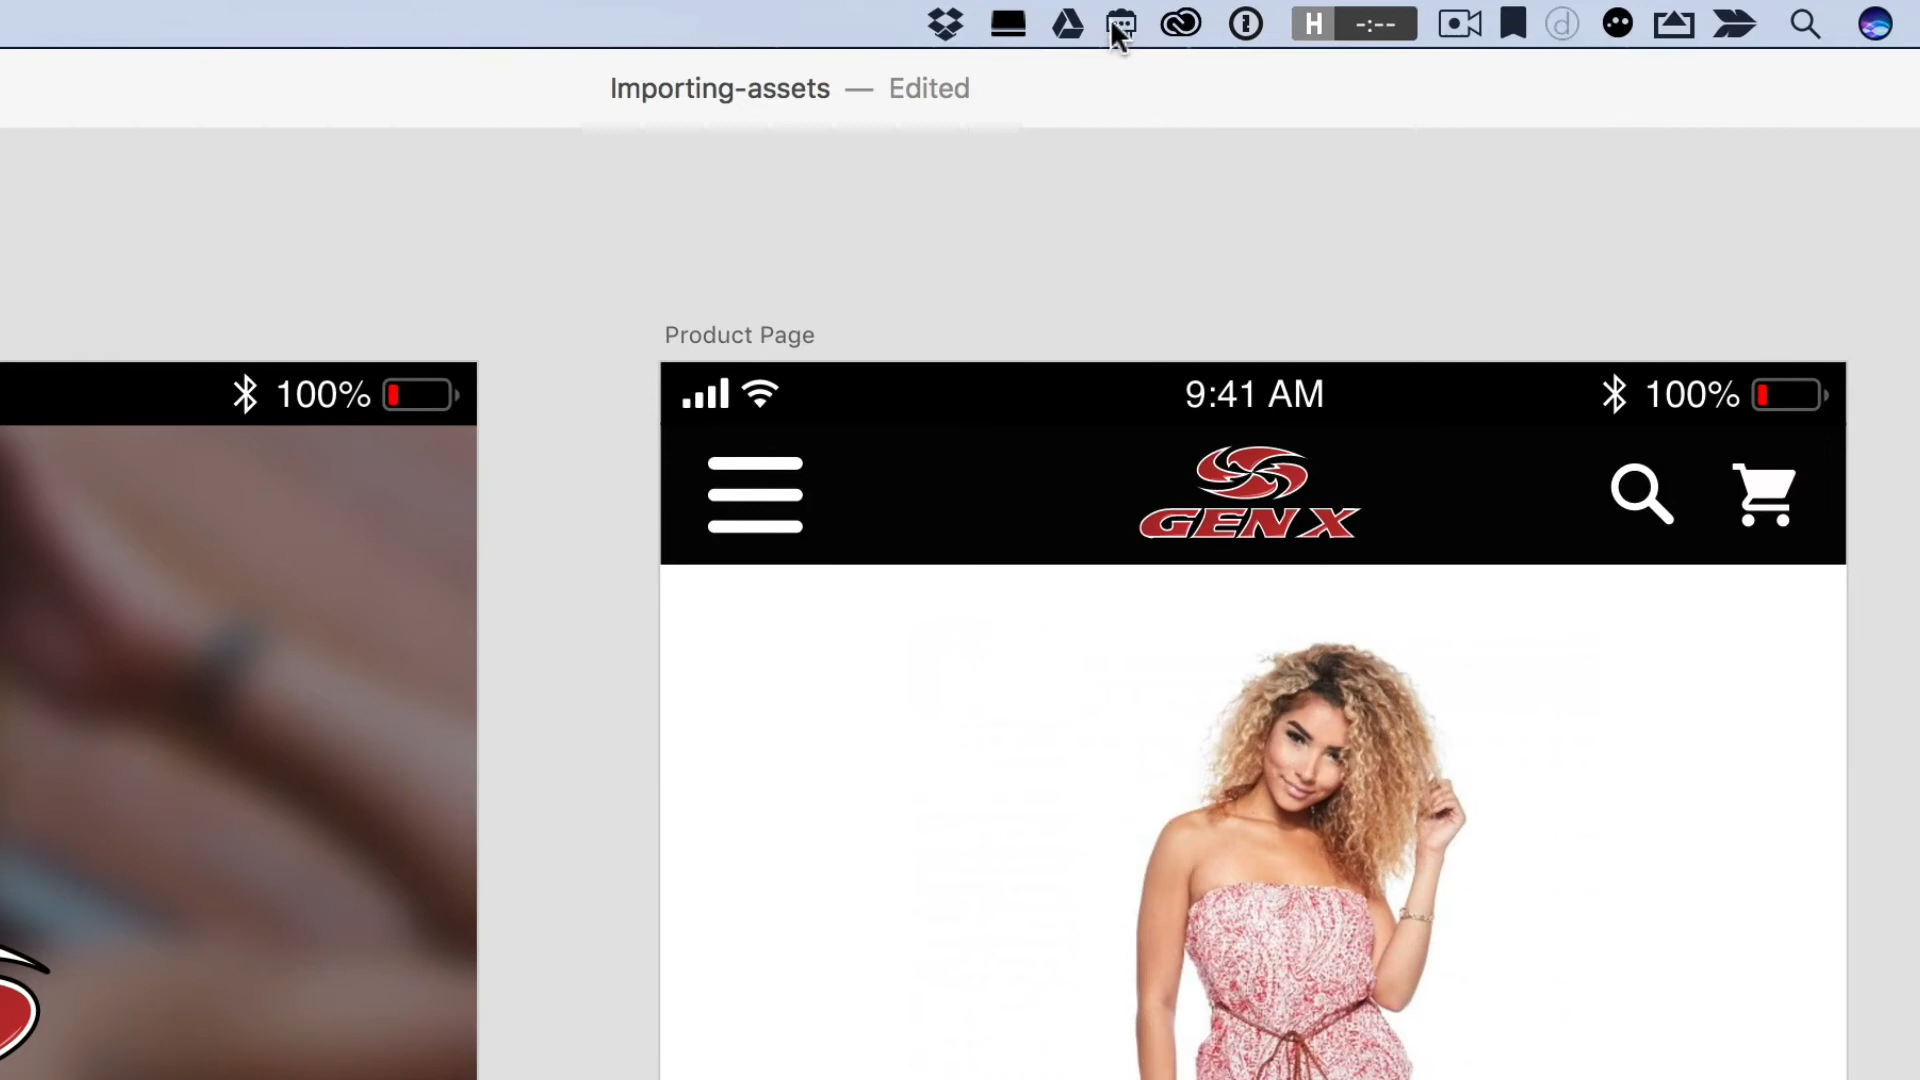 H -:--
d
Importing-assets — Edited
Product Page
100%
9:41 AM
100%
GEN X